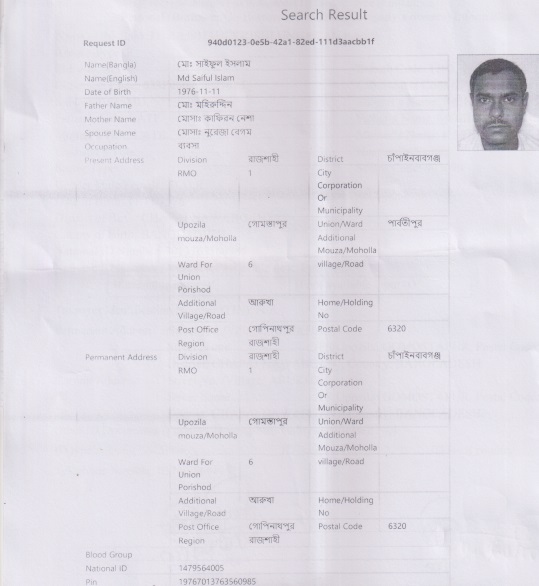 Search Result
Request ID 940d0123-0e5b-42a1-82ed-111d3aacbb1f
Name(Bangla) মোঃ সাইফুল ইসলাম
Name(English) Md Saiful Islam
Date of Birth 1976-11-11
Father Name মোঃ মহিরুদ্দিন
Mother Name মোসাঃ কাফিরন নেশা
Spouse Name মোসাঃ নুরেজা বেগম
Occupation ব্যবসা
Present Address Division রাজশাহী District চাঁপাইনবাবগঞ্জ
RMO 1 City
Corporation
Or
Municipality
Upozila গোমস্তাপুর Union/Ward পার্বতীপুর
mouza/Moholla Additional
Mouza/Moholla
Ward For 6 village/Road
Union
Porishod
Additional আরুখা Home/Holding
Village/Road No
Post Office গোপিনাথপুর Postal Code 6320
Region রাজশাহী
Permanent Address Division রাজশাহী District চাঁপাইনবাবগঞ্জ
RMO 1 City
Corporation
Or
Municipality
Upozila গোমস্তাপুর Union/Ward
mouza/Moholla Additional
Mouza/Moholla
Ward For 6 village/Road
Union
Porishod
Additional আরুখা Home/Holding
Village/Road No
Post Office গোপিনাথপুর Postal Code 6320
Region রাজশাহী
Blood Group
National ID 1479564005
Pin 19767013763560985